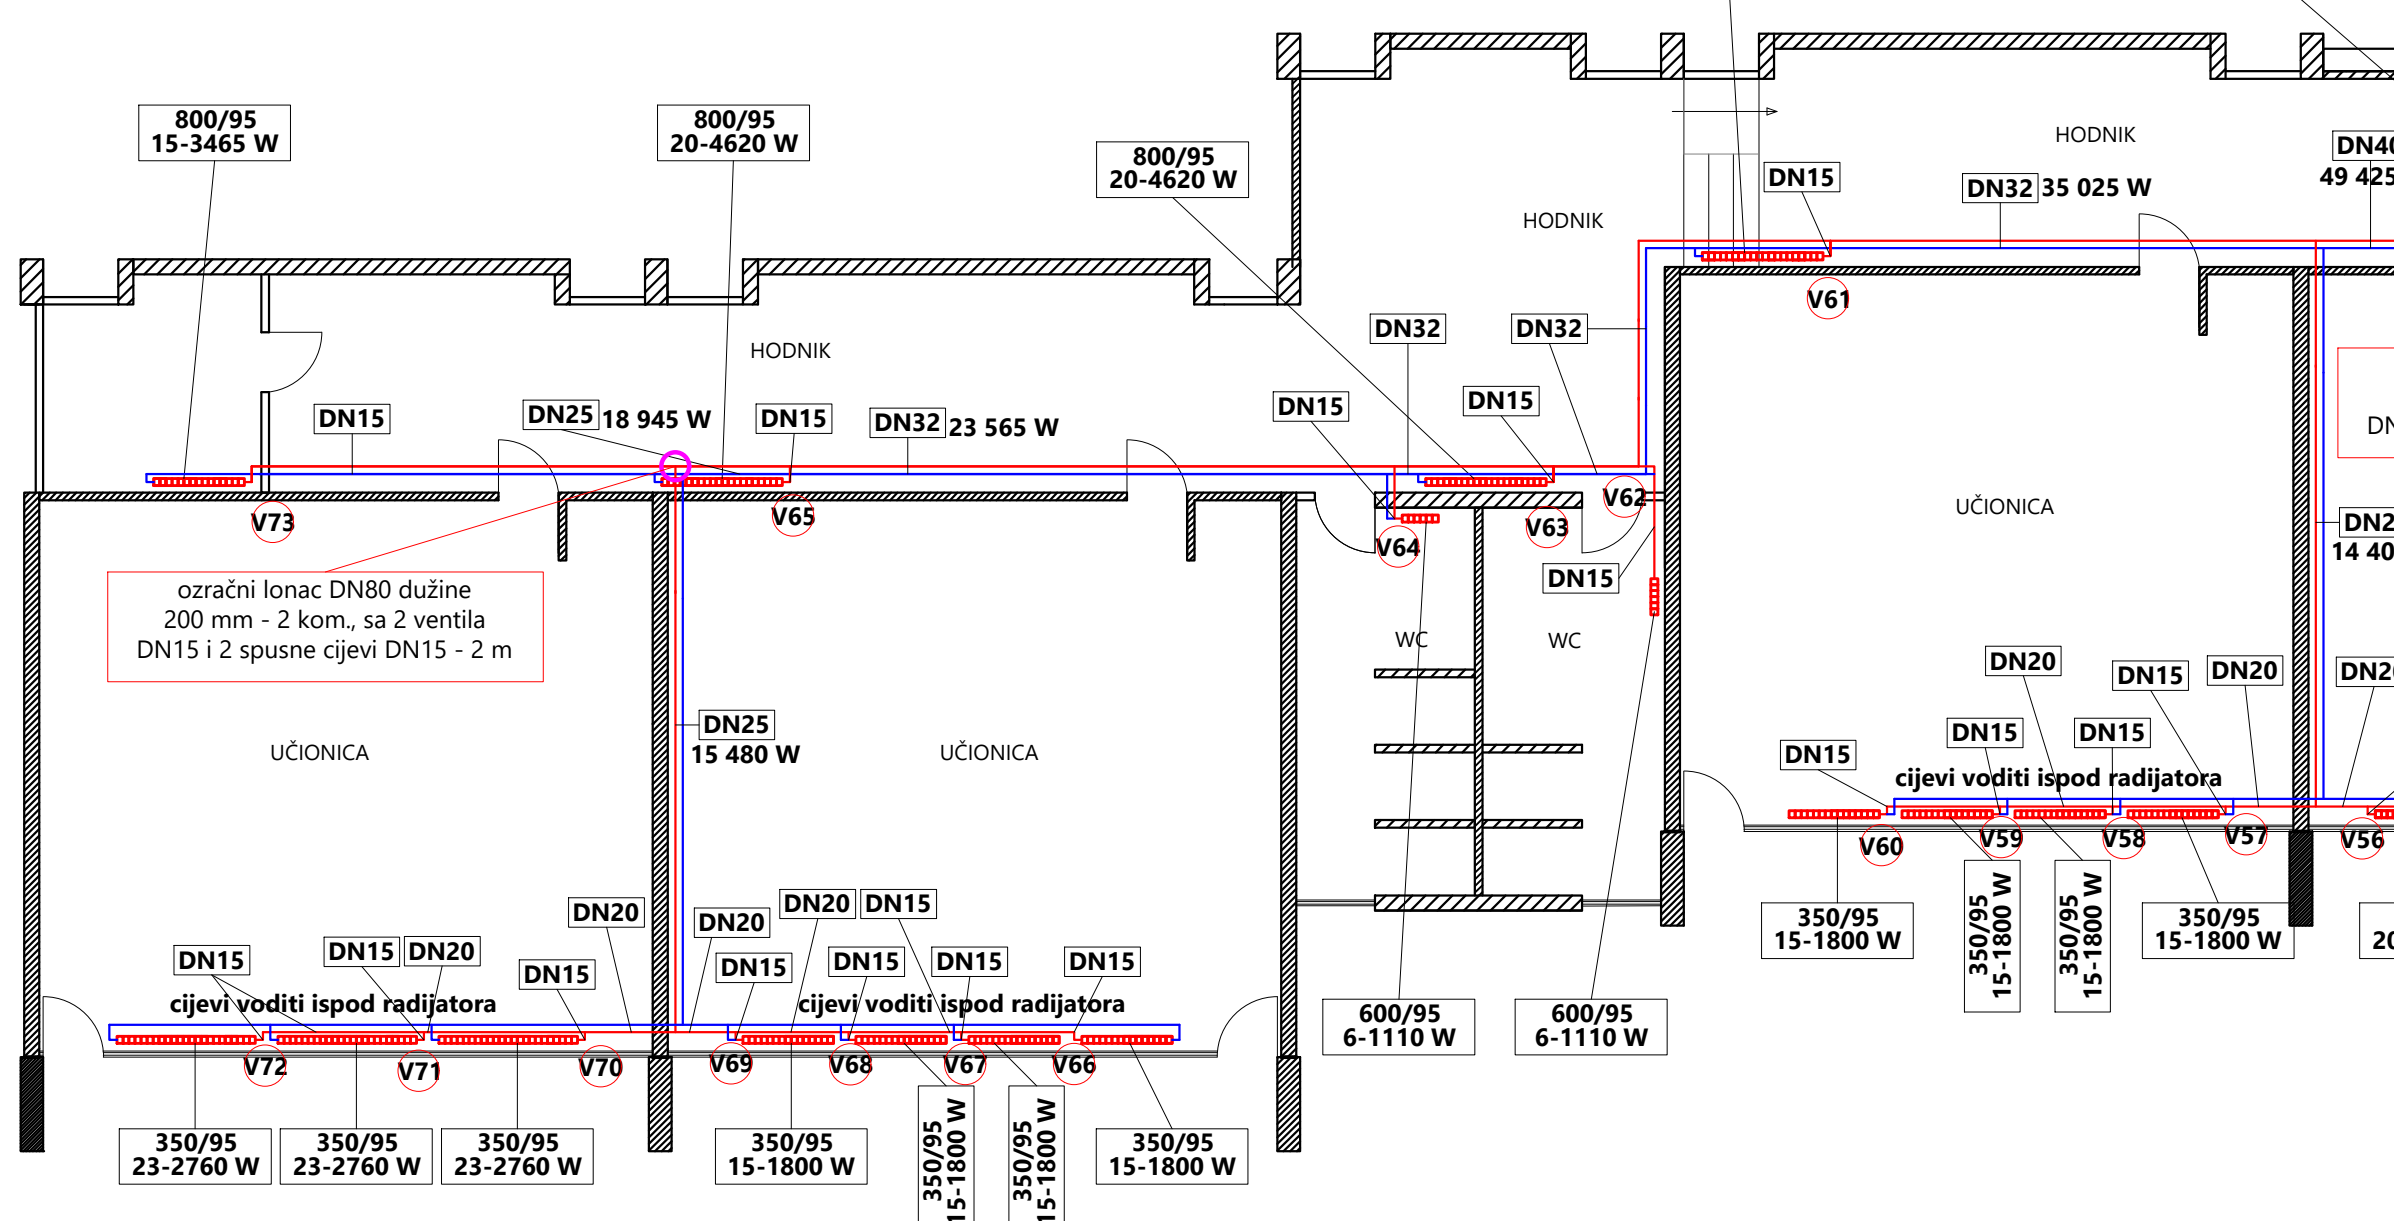 800/95
15-3465 W
800/95
20-4620 W
800/95
20-4620 W
HODNIK
HODNIK
HODNIK
DN15
DN32 35 025 W
49 425
V61
DN32
DN32
DN15
DN15
DN15
DN25 18 945 W
DN15
DN32 23 565 W
V73
V65
V64
V63
V62
DN15
ozračni lonac DN80 dužine
200 mm - 2 kom., sa 2 ventila
DN15 i 2 spusne cijevi DN15 - 2 m
UČIONICA
UČIONICA
UČIONICA
WC
WC
DN25
15 480 W
DN20
DN15
DN20
DN15
DN15
DN15
cijevi voditi ispod radijatora
V60
V59
V58
V57
V56
350/95
15-1800 W
350/95
15-1800 W
350/95
15-1800 W
350/95
15-1800 W
600/95
6-1110 W
600/95
6-1110 W
DN20
DN20
DN20
DN15
DN15
DN15
DN20
DN15
DN15
DN15
DN15
DN15
cijevi voditi ispod radijatora
cijevi voditi ispod radijatora
V72
V71
V70
V69
V68
V67
V66
350/95
23-2760 W
350/95
23-2760 W
350/95
23-2760 W
350/95
15-1800 W
350/95
15-1800 W
350/95
15-1800 W
350/95
15-1800 W